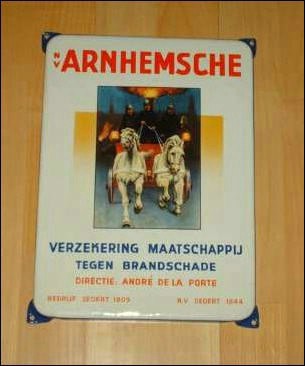 N.V. ARNHEMSCHE
VERZEKERING MAATSCHAPPIJ
TEGEN BRANDSCHADE
DIRECTIE: ANDRÉ DE LA PORTE
BEDRIJF SEDERT 1809 N.V. SEDERT 1844